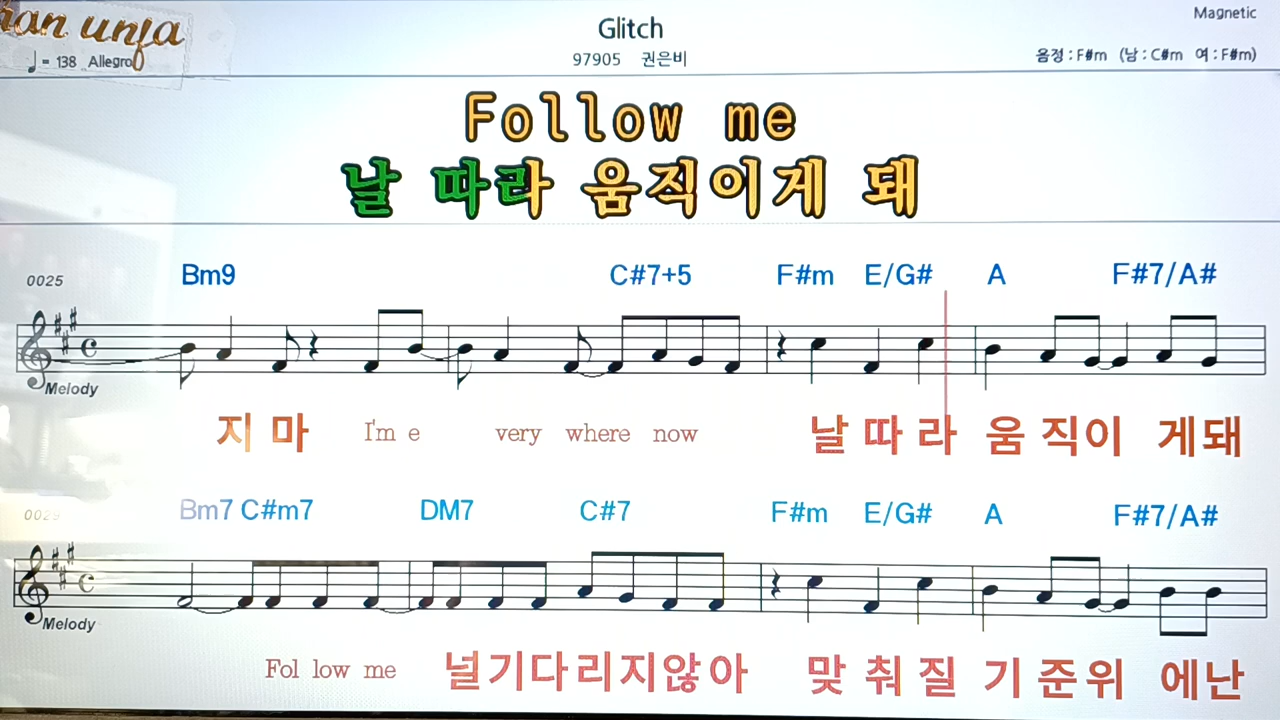 unfa
Glitch
Magnetic
♩ = 138 Allegro
97905 권은비
음정 : F#m (남 : C#m 여 : F#m)
Follow me
날 따라 움직이게 돼
0025
Bm9 C#7+5 F#m E/G# A F#7/A#
Melody
지 마 I'm e very where now 날 따 라 움 직이 게돼
0029
Bm7 C#m7 DM7 C#7 F#m E/G# A F#7/A#
Melody
Fol low me 널기다리지않아 맞 춰 질 기 준위 에난